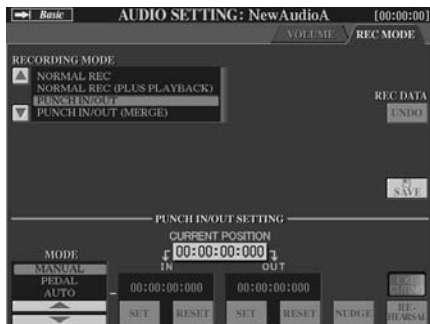 Basic AUDIO SETTING: NewAudioA [00:00:00]
VOLUME REC MODE
RECORDING MODE
NORMAL REC
NORMAL REC (PLUS PLAYBACK)
PUNCH IN/OUT
PUNCH IN/OUT (MERGE)
REC DATA
UNDO
SAVE
PUNCH IN/OUT SETTING
CURRENT POSITION
00:00:00:000
MODE IN OUT
MANUAL
PEDAL
AUTO
00:00:00:000 00:00:00:000
SET RESET SET RESET NUDGE RE-
HEARSAL